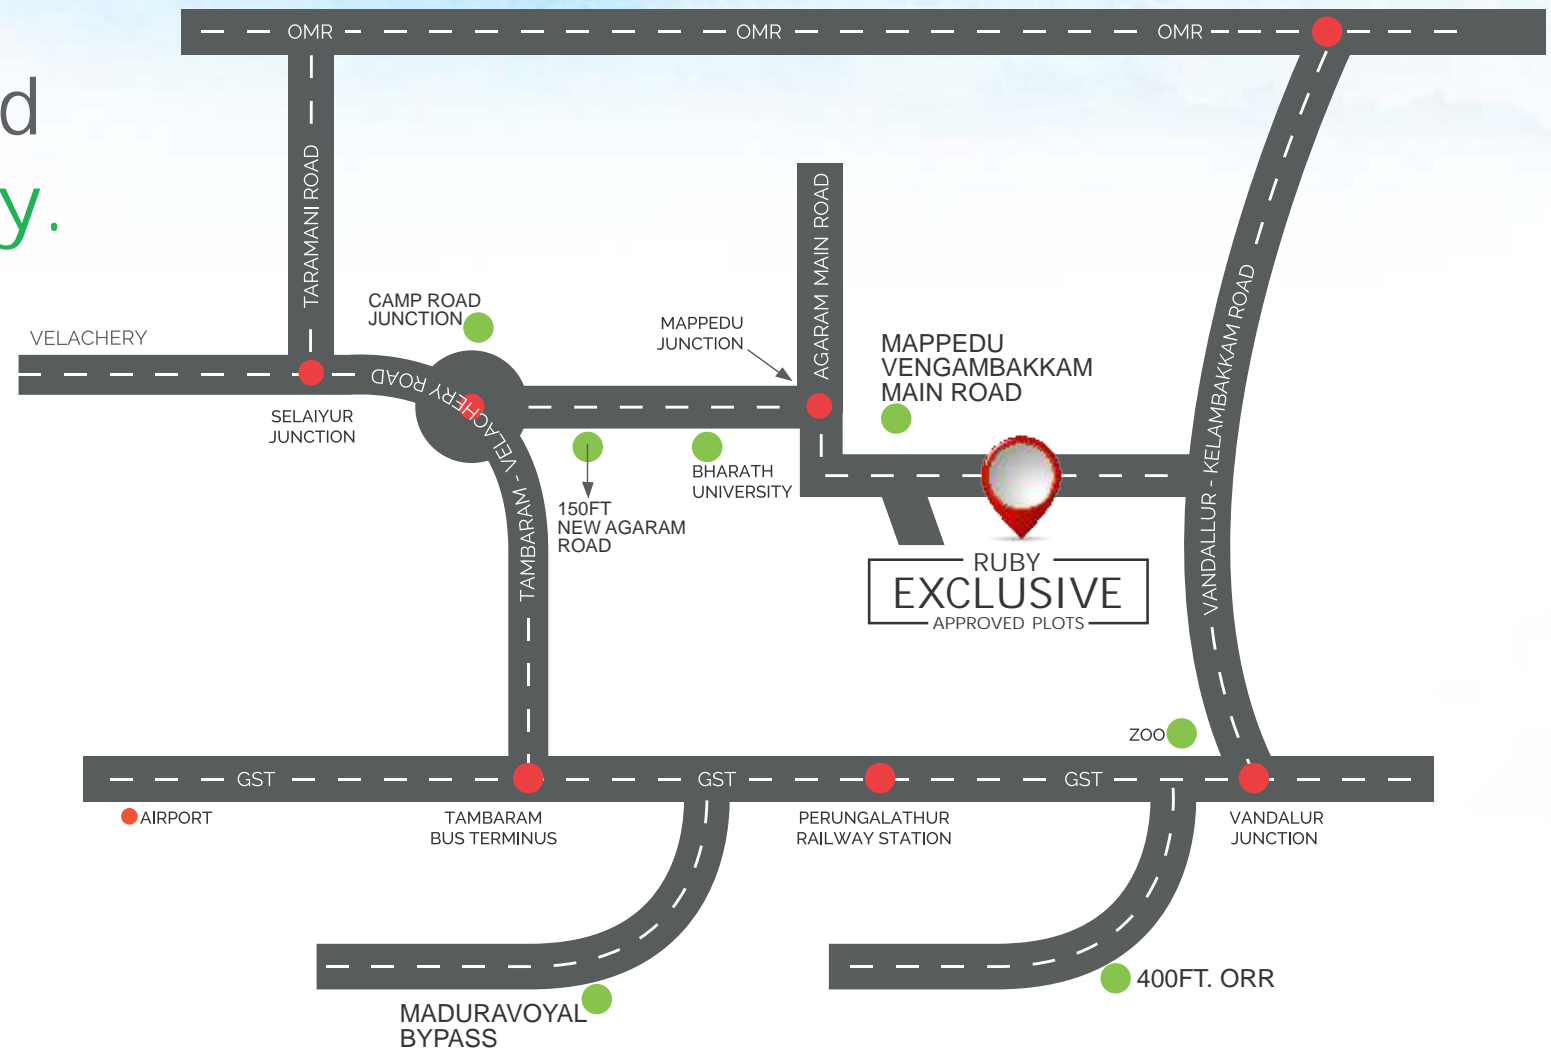 OMR
OMR
OMR
d
y.
TARAMANI ROAD
AGARAM MAIN ROAD
VANDALLUR - KELAMBAKKAM ROAD
CAMP ROAD
JUNCTION
VELACHERY
MAPPEDU
JUNCTION
MAPPEDU
VENGAMBAKKAM
MAIN ROAD
TAMBARAM - VELACHERY ROAD
SELAIYUR
JUNCTION
BHARATH
UNIVERSITY
150FT
NEW AGARAM
ROAD
RUBY
EXCLUSIVE
APPROVED PLOTS
ZOO
GST
GST
GST
AIRPORT
TAMBARAM
BUS TERMINUS
PERUNGALATHUR
RAILWAY STATION
VANDALUR
JUNCTION
400FT. ORR
MADURAVOYAL
BYPASS